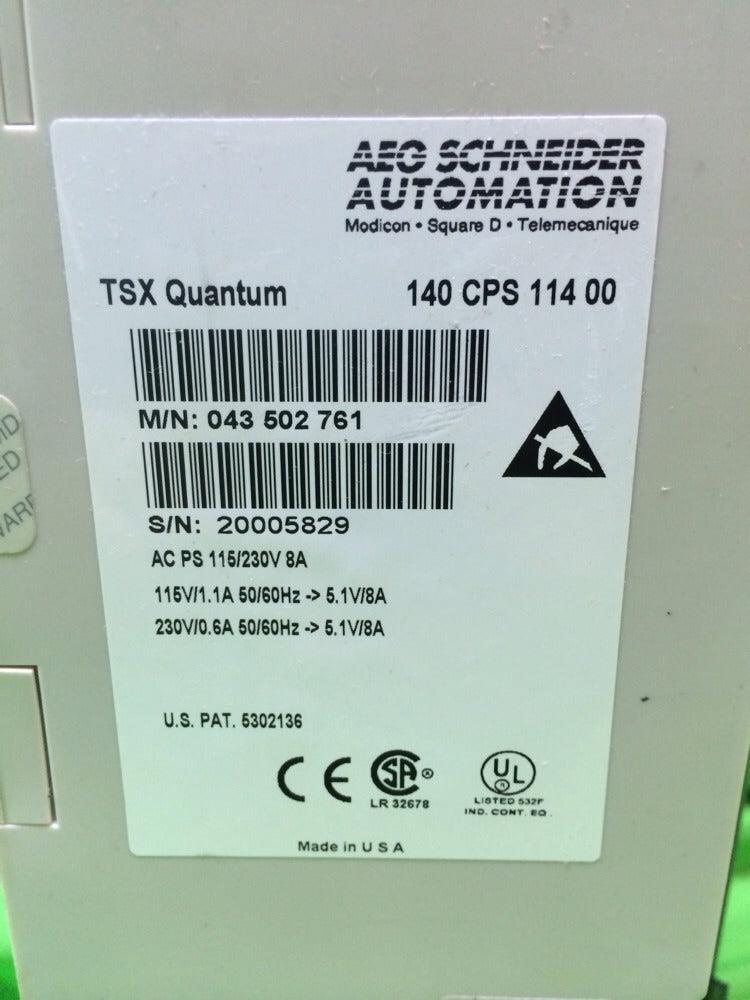 AEG SCHNEIDER
AUTOMATION
Modicon • Square D • Telemecanique
TSX Quantum 140 CPS 114 00
M/N: 043 502 761
S/N: 20005829
AC PS 115/230V 8A
115V/1.1A 50/60Hz -> 5.1V/8A
230V/0.6A 50/60Hz -> 5.1V/8A
U.S. PAT. 5302136
CE SA ®
UL
LR 32678
LISTED 532F
IND. CONT. EQ.
Made in U S A